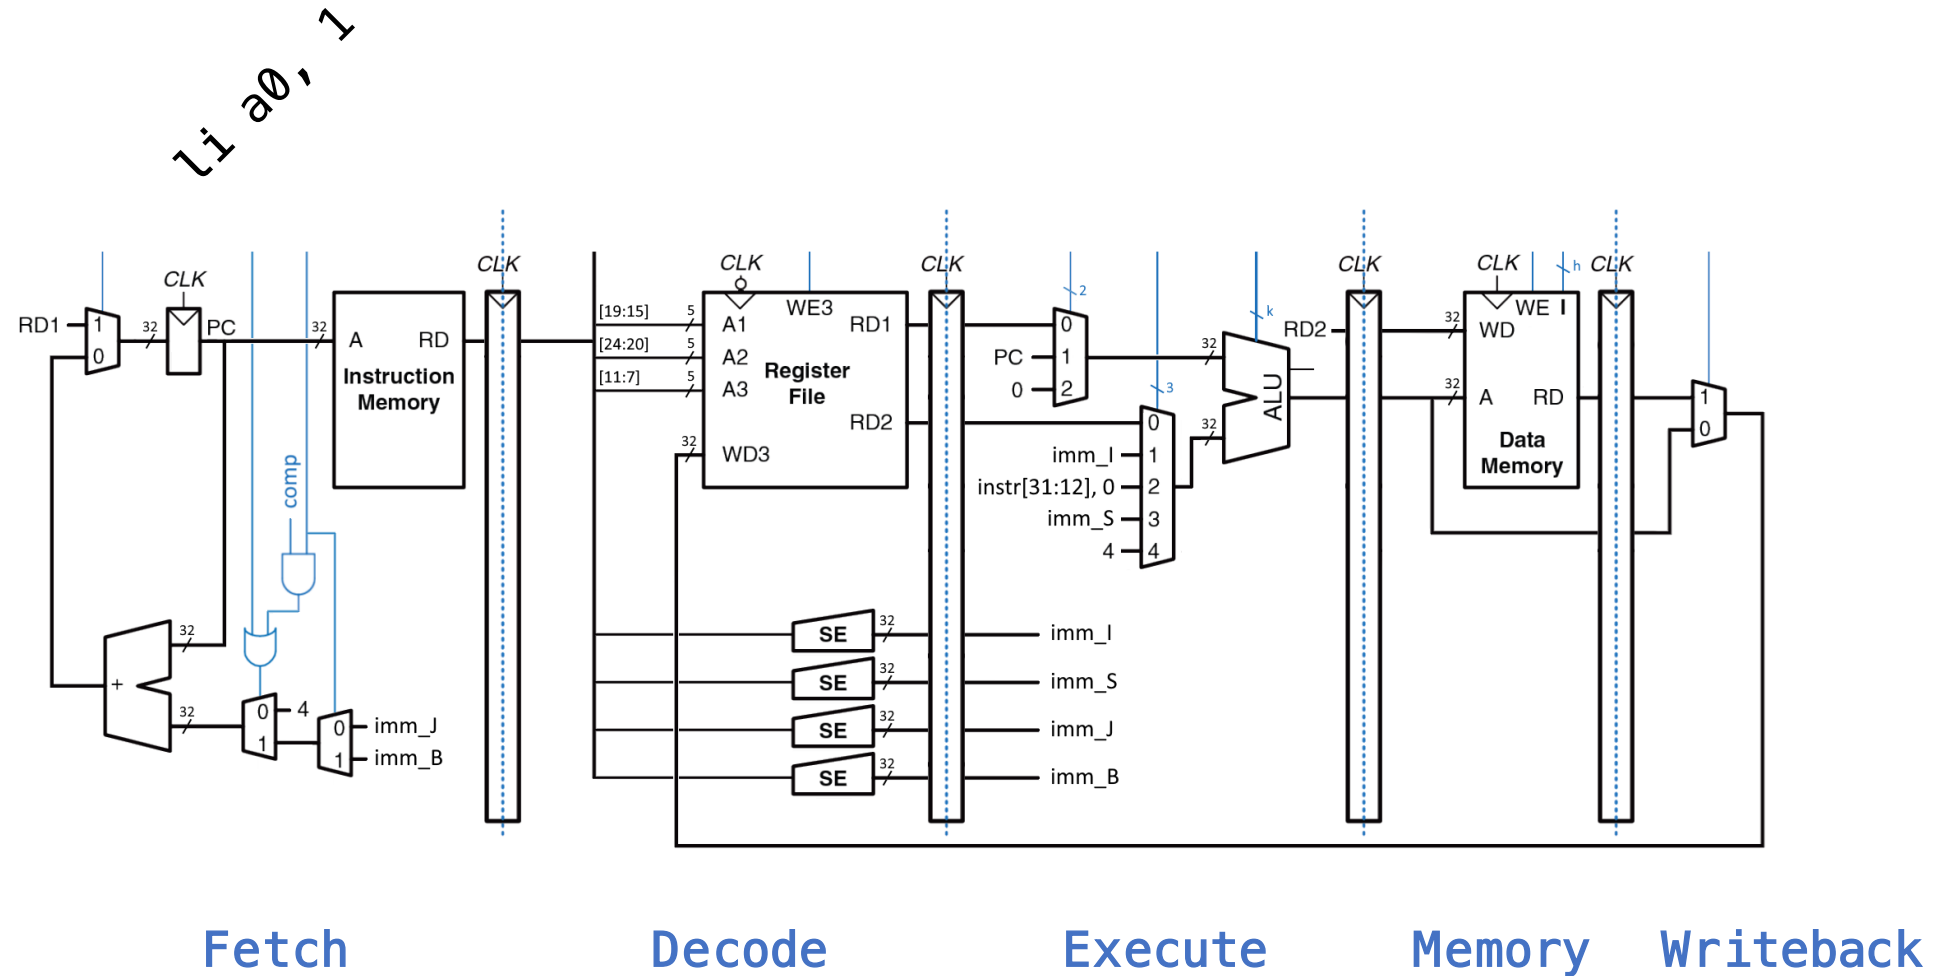 li a0, 1
CLK
CLK
CLK
CLK
CLK
CLK
CLK
2
k
3
h
RD1
1
0
32
PC
32
A
RD
Instruction
Memory
comp
32
+
32
0
4
1
0
imm_J
1
imm_B
[19:15]
5
[24:20]
5
[11:7]
5
A1
A2
A3
WE3
RD1
Register
File
RD2
32
WD3
SE
32
imm_I
SE
32
imm_S
SE
32
imm_J
SE
32
imm_B
0
PC
1
0
2
0
imm_I
1
instr[31:12], 0
2
imm_S
3
4
4
32
32
ALU
RD2
32
WD
WE
I
32
A
RD
Data
Memory
1
0
Fetch
Decode
Execute
Memory
Writeback